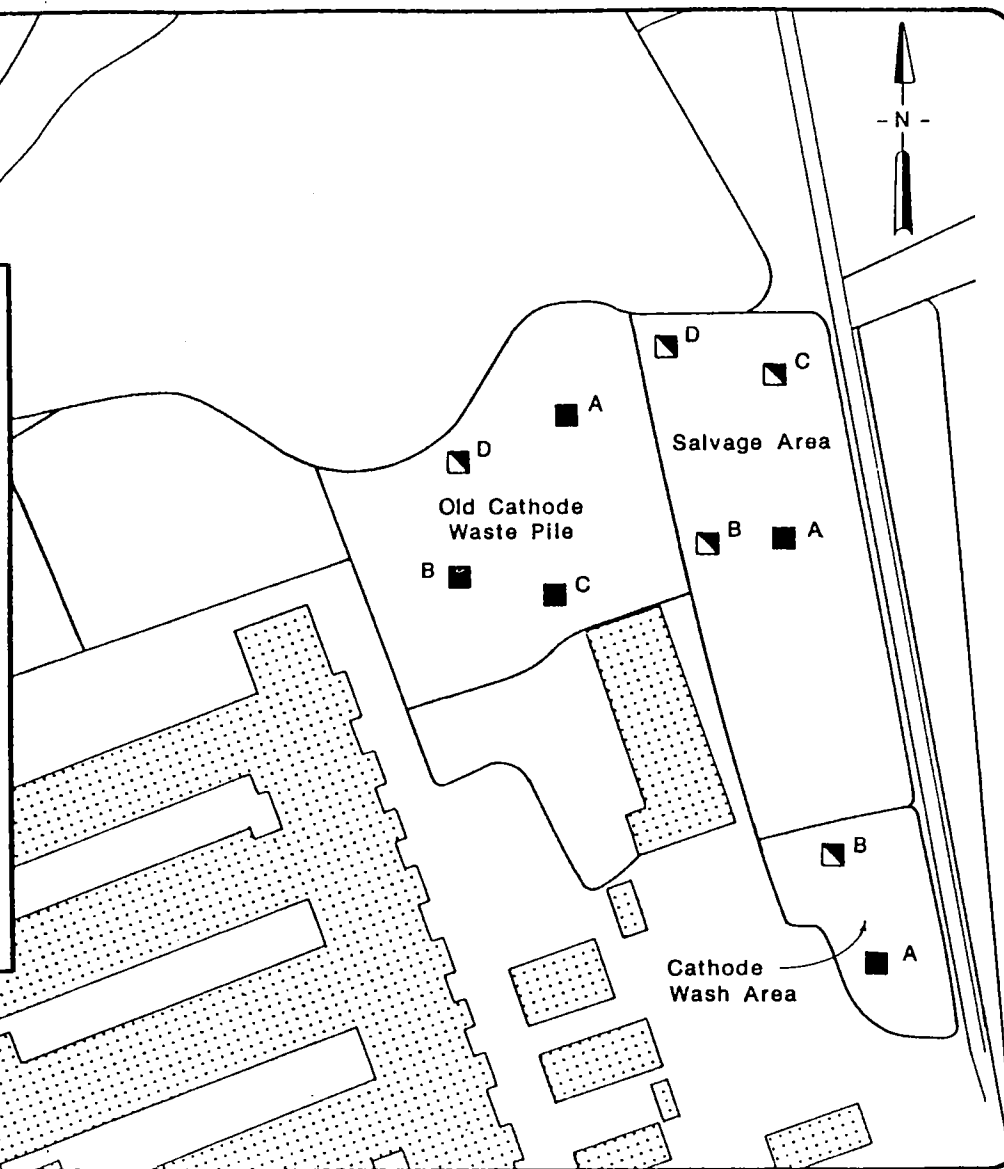 - N -
D
C
A
Salvage Area
D
Old Cathode
Waste Pile
B
A
B
C
B
A
Cathode
Wash Area